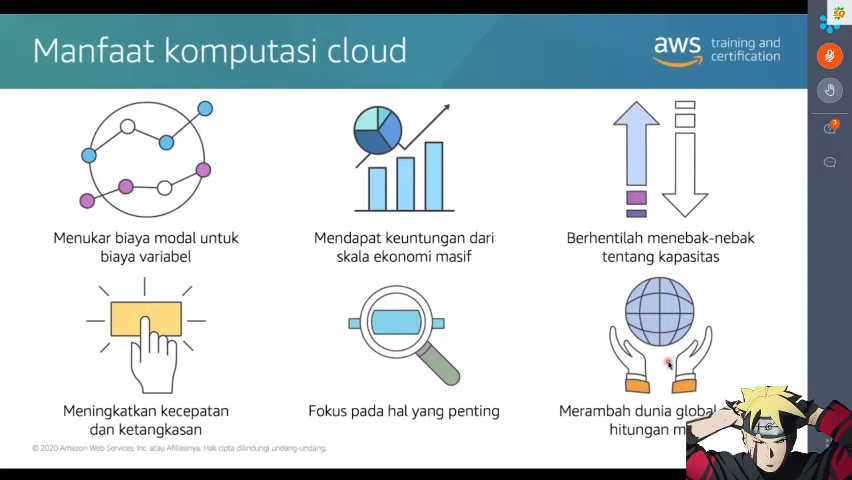 Manfaat komputasi cloud
aws training and
certification
Menukar biaya modal untuk
biaya variabel
Mendapat keuntungan dari
skala ekonomi masif
Berhentilah menebak-nebak
tentang kapasitas
Meningkatkan kecepatan
dan ketangkasan
Fokus pada hal yang penting
Merambah dunia global
hitungan
© 2020 Amazon Web Services, Inc. atau Afiliasinya. Hak cipta dilindungi undang-undang.
3